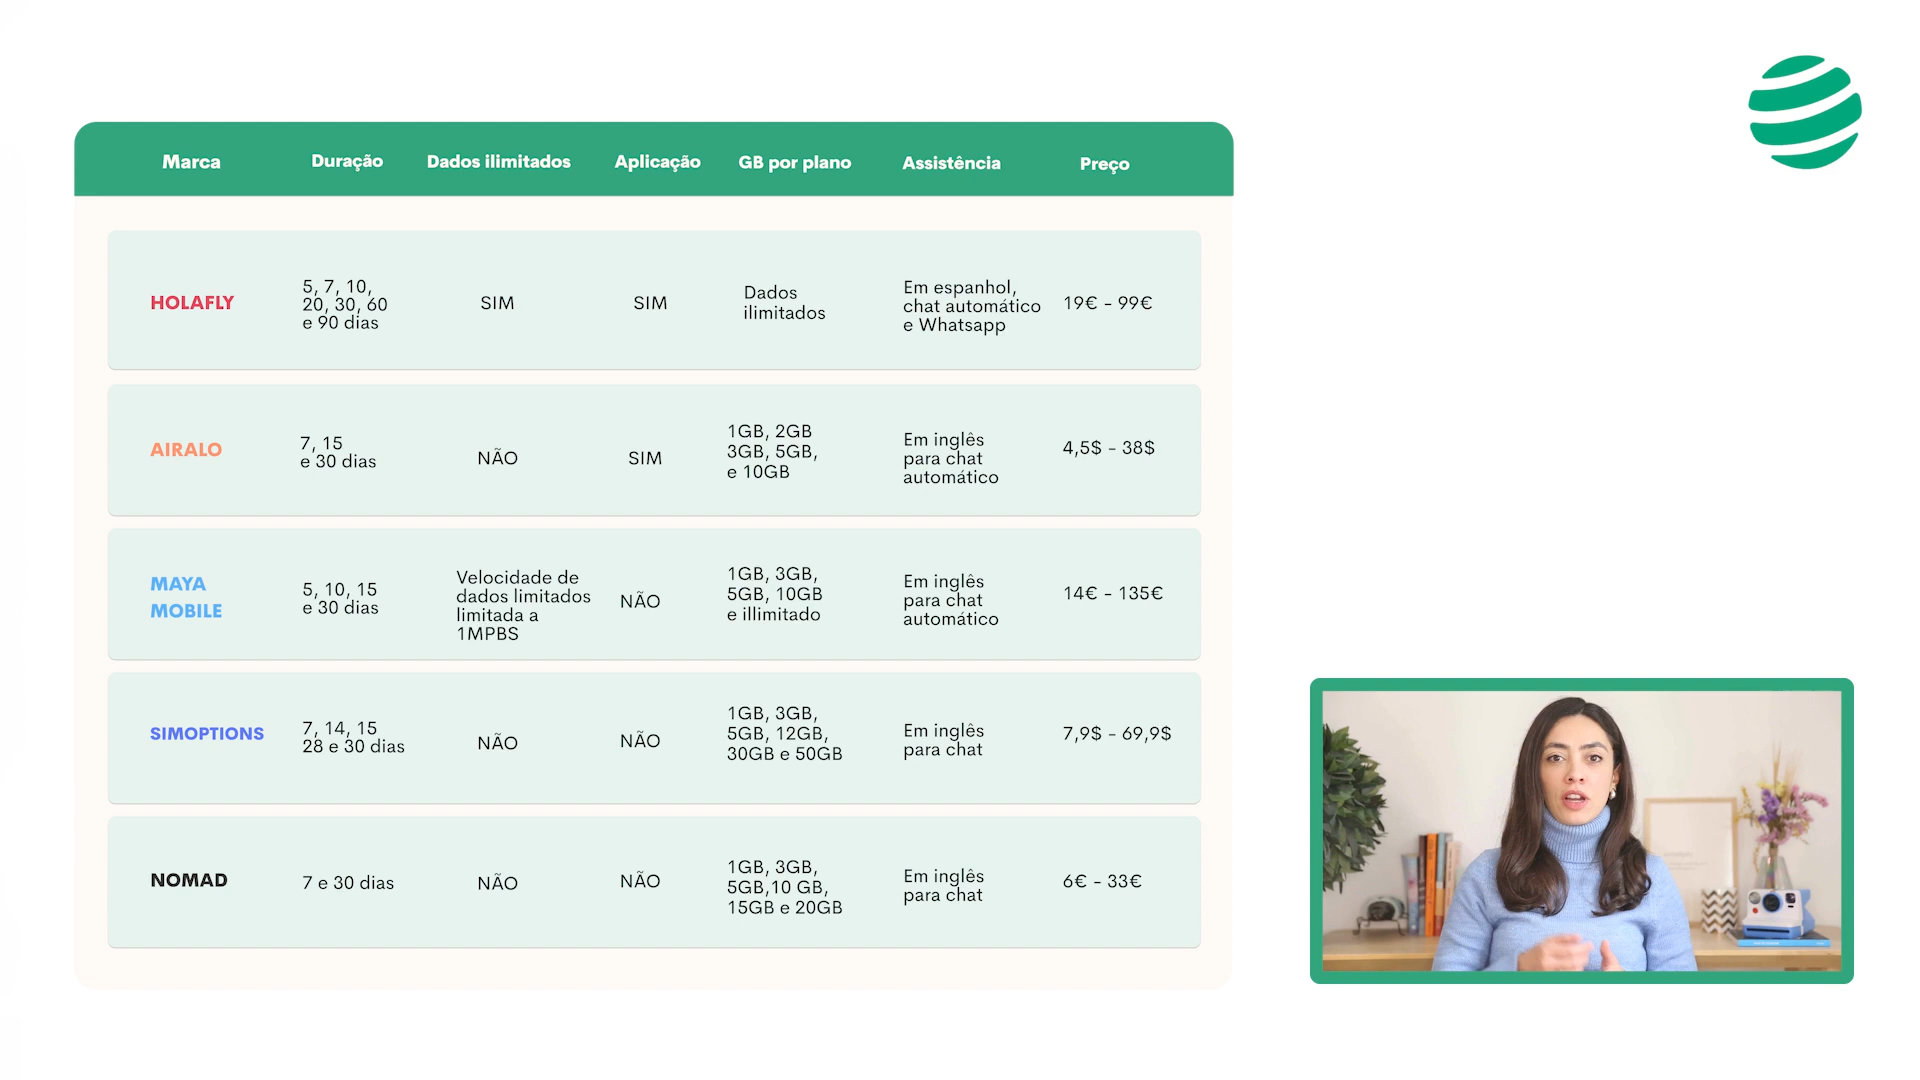 Marca
Duração
Dados ilimitados
Aplicação
GB por plano
Assistência
Preço
HOLAFLY
5, 7, 10,
20, 30, 60
e 90 dias
SIM
SIM
Dados
ilimitados
Em espanhol,
chat automático
e Whatsapp
19€ - 99€
AIRALO
7, 15
e 30 dias
NÃO
SIM
1GB, 2GB
3GB, 5GB,
e 10GB
Em inglês
para chat
automático
4,5$ - 38$
MAYA
MOBILE
5, 10, 15
e 30 dias
Velocidade de
dados limitados
limitada a
1MPBS
NÃO
1GB, 3GB,
5GB, 10GB
e illimitado
Em inglês
para chat
automático
14€ - 135€
SIMOPTIONS
7, 14, 15
28 e 30 dias
NÃO
NÃO
1GB, 3GB,
5GB, 12GB,
30GB e 50GB
Em inglês
para chat
7,9$ - 69,9$
NOMAD
7 e 30 dias
NÃO
NÃO
1GB, 3GB,
5GB,10 GB,
15GB e 20GB
Em inglês
para chat
6€ - 33€